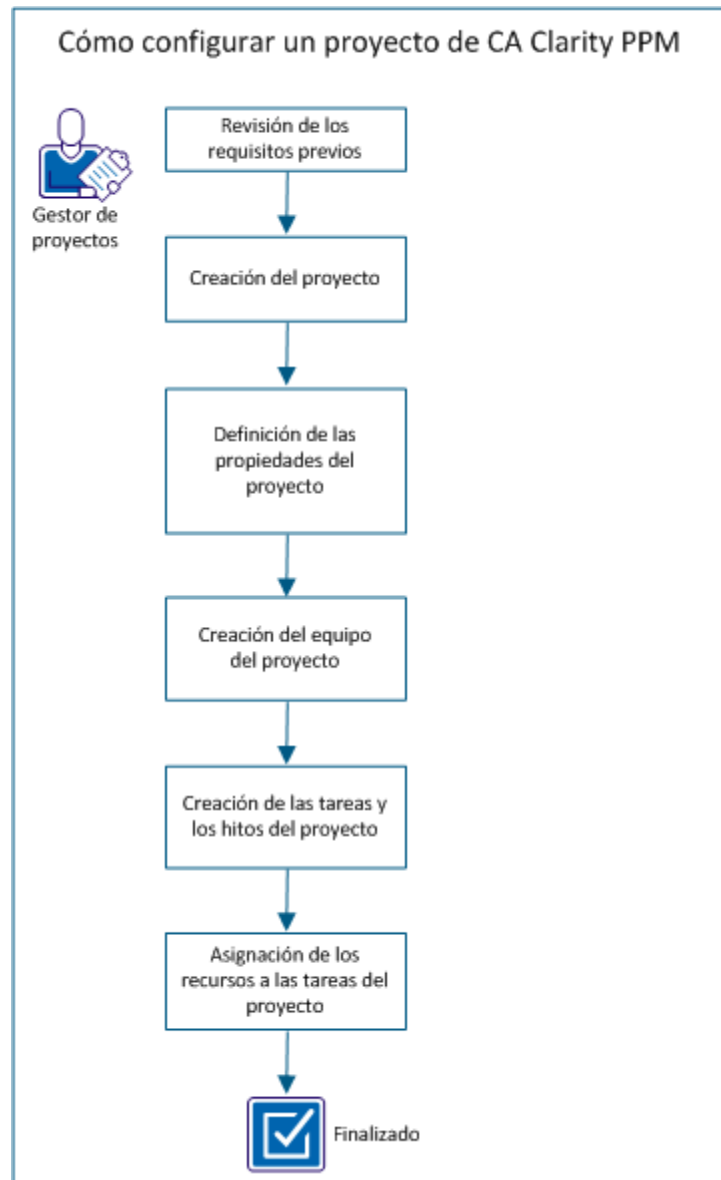 Cómo configurar un proyecto de CA Clarity PPM
Gestor de
proyectos
Revisión de los
requisitos previos
Creación del proyecto
Definición de las
propiedades del
proyecto
Creación del equipo
del proyecto
Creación de las tareas y
los hitos del proyecto
Asignación de los
recursos a las tareas del
proyecto
Finalizado